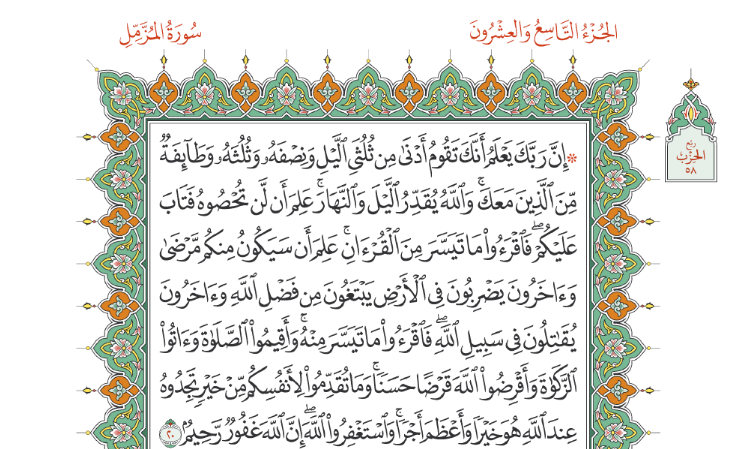 الجُزْءُ التَّاسِعُ وَالعِشْرُونَ
سُورَةُ المُزَّمِّل
ربع
الحِزْب
٥٨
۞ إِنَّ رَبَّكَ يَعْلَمُ أَنَّكَ تَقُومُ أَدْنَىٰ مِن ثُلُثَىِ ٱلَّيْلِ وَنِصْفَهُۥ وَثُلُثَهُۥ وَطَآئِفَةٌ
مِّنَ ٱلَّذِينَ مَعَكَۚ وَٱللَّهُ يُقَدِّرُ ٱلَّيْلَ وَٱلنَّهَارَۚ عَلِمَ أَن لَّن تُحْصُوهُ فَتَابَ
عَلَيْكُمْۖ فَٱقْرَءُوا۟ مَا تَيَسَّرَ مِنَ ٱلْقُرْءَانِۚ عَلِمَ أَن سَيَكُونُ مِنكُم مَّرْضَىٰ
وَءَاخَرُونَ يَضْرِبُونَ فِى ٱلْأَرْضِ يَبْتَغُونَ مِن فَضْلِ ٱللَّهِ وَءَاخَرُونَ
يُقَٰتِلُونَ فِى سَبِيلِ ٱللَّهِۖ فَٱقْرَءُوا۟ مَا تَيَسَّرَ مِنْهُۚ وَأَقِيمُوا۟ ٱلصَّلَوٰةَ وَءَاتُوا۟
ٱلزَّكَوٰةَ وَأَقْرِضُوا۟ ٱللَّهَ قَرْضًا حَسَنًاۚ وَمَا تُقَدِّمُوا۟ لِأَنفُسِكُم مِّنْ خَيْرٍ تَجِدُوهُ
عِندَ ٱللَّهِ هُوَ خَيْرًا وَأَعْظَمَ أَجْرًاۚ وَٱسْتَغْفِرُوا۟ ٱللَّهَۖ إِنَّ ٱللَّهَ غَفُورٌ رَّحِيمٌۢ ٢٠